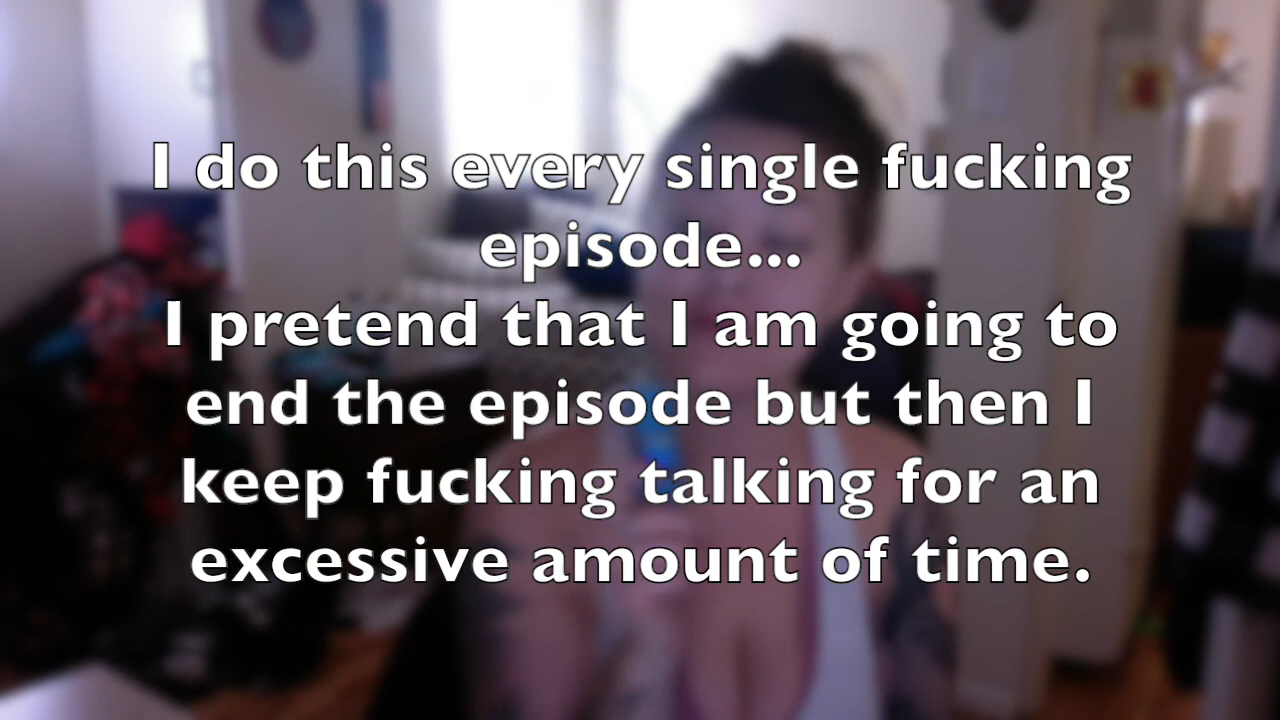 I do this every single fucking
episode...
I pretend that I am going to
end the episode but then I
keep fucking talking for an
excessive amount of time.